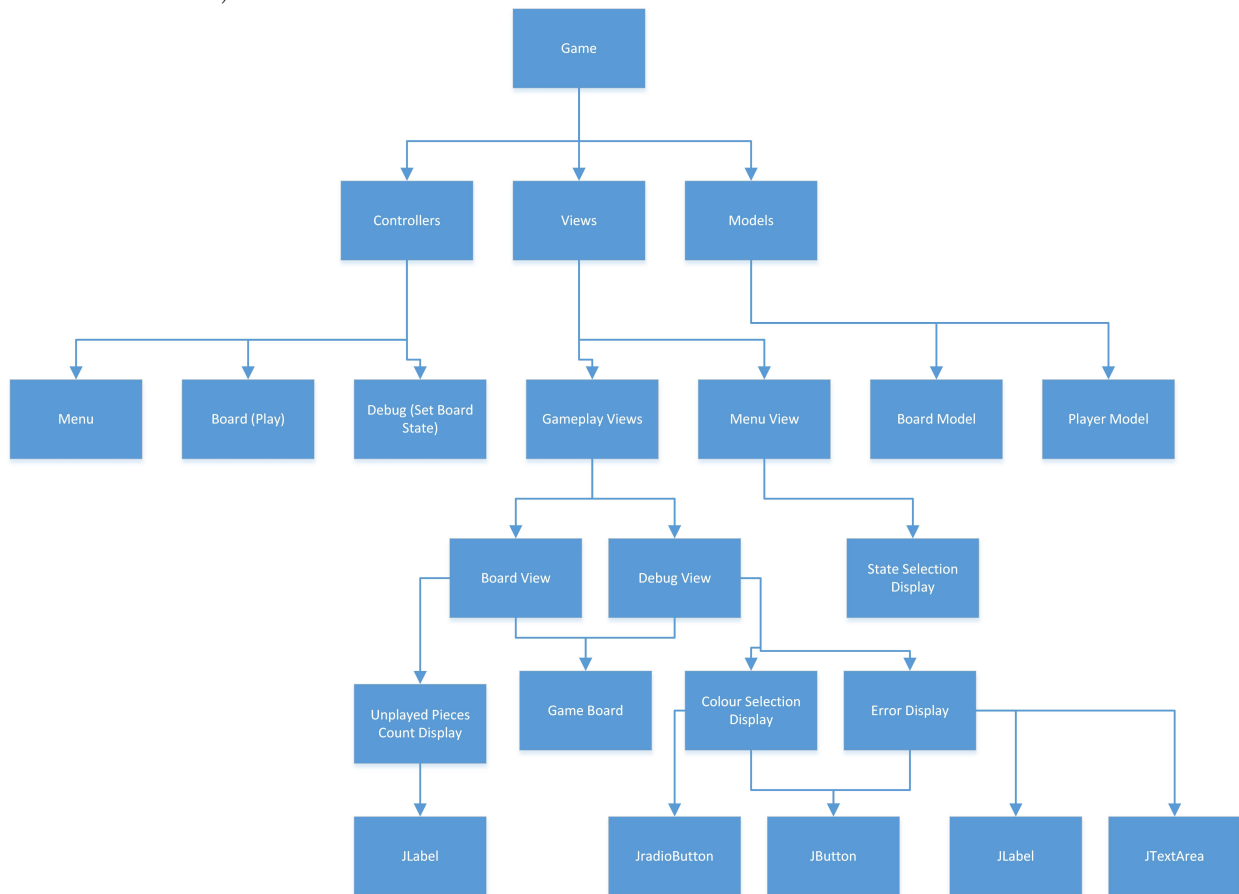 Game
Controllers
Views
Models
Menu
Board (Play)
Debug (Set Board
State)
Gameplay Views
Menu View
Board Model
Player Model
Board View
Debug View
State Selection
Display
Unplayed Pieces
Count Display
Game Board
Colour Selection
Display
Error Display
JLabel
JradioButton
JButton
JLabel
JTextArea